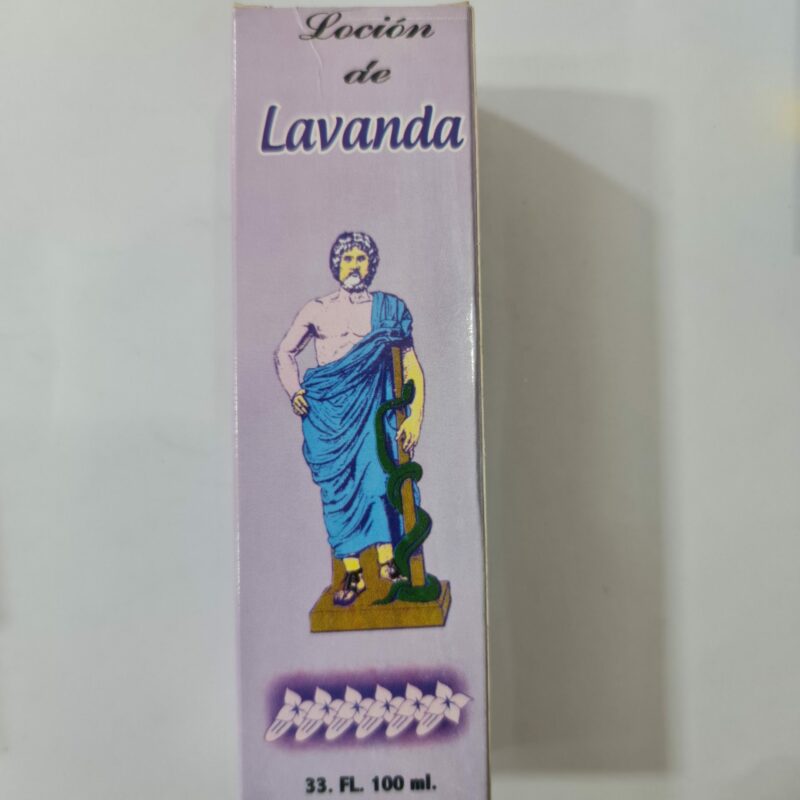 Loción
de
Lavanda
33. FL. 100 ml.